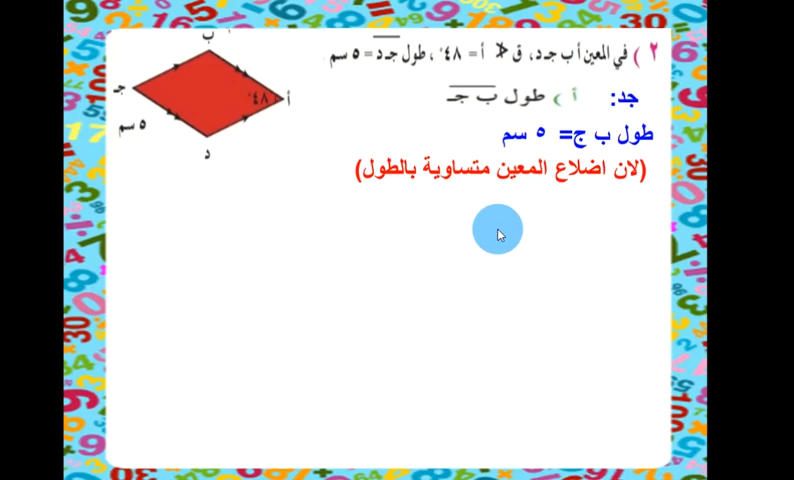 ٢ ) في المعين أ ب جـ د، ق ∢ أ = ٤٨°، طول جـ د = ٥ سم.
جد: أ ) طول ب جـ
طول ب ج= ٥ سم
(لان اضلاع المعين متساوية بالطول)
ب
جـ
٤٨°
أ
٥ سم
د